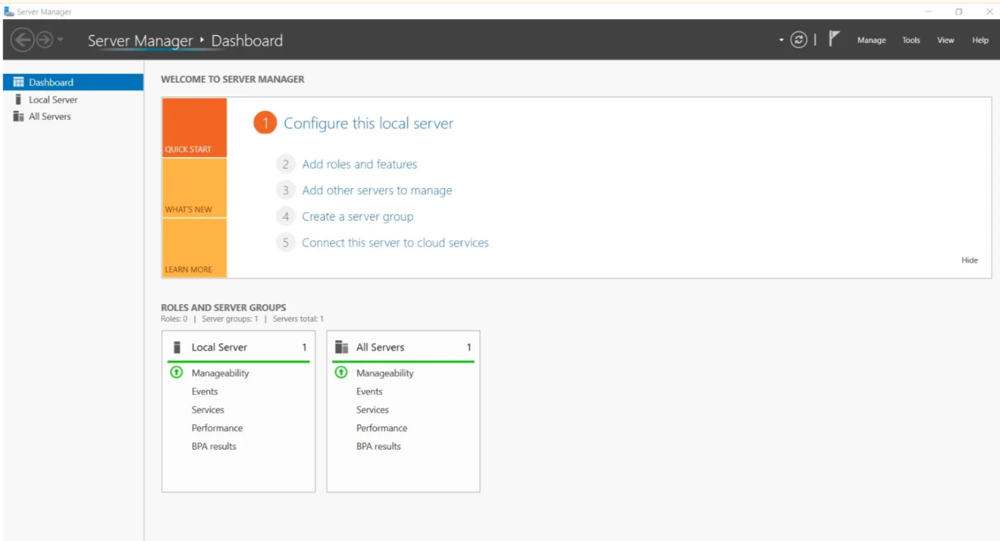 Server Manager
Server Manager ‣ Dashboard
Manage Tools View Help
Dashboard
Local Server
All Servers
WELCOME TO SERVER MANAGER
QUICK START
WHAT'S NEW
LEARN MORE
1 Configure this local server
2 Add roles and features
3 Add other servers to manage
4 Create a server group
5 Connect this server to cloud services
Hide
ROLES AND SERVER GROUPS
Roles: 0 | Server groups: 1 | Servers total: 1
Local Server 1
Manageability
Events
Services
Performance
BPA results
All Servers 1
Manageability
Events
Services
Performance
BPA results